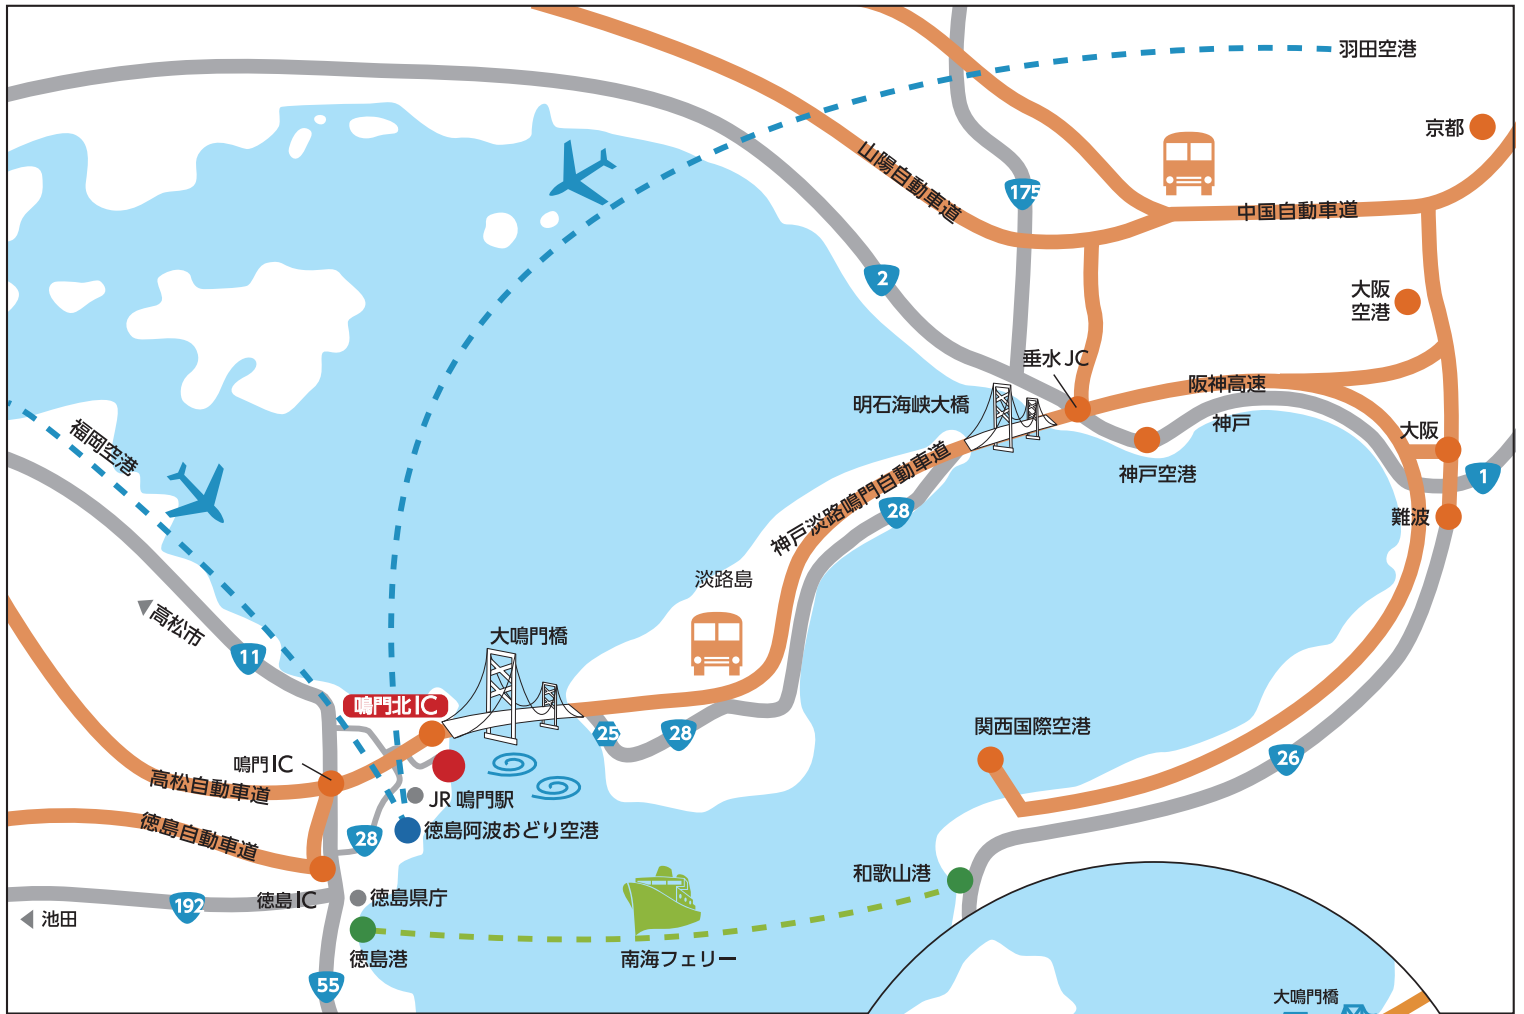 羽田空港
京都
山陽自動車道
175
中国自動車道
2
大阪
空港
垂水JC
阪神高速
明石海峡大橋
神戸
大阪
福岡空港
神戸空港
1
神戸淡路鳴門自動車道
28
難波
淡路島
高松市
11
大鳴門橋
鳴門北IC
25
28
関西国際空港
26
鳴門IC
高松自動車道
JR 鳴門駅
徳島自動車道
28
徳島阿波おどり空港
和歌山港
192
徳島IC
徳島県庁
池田
徳島港
南海フェリー
55
大鳴門橋